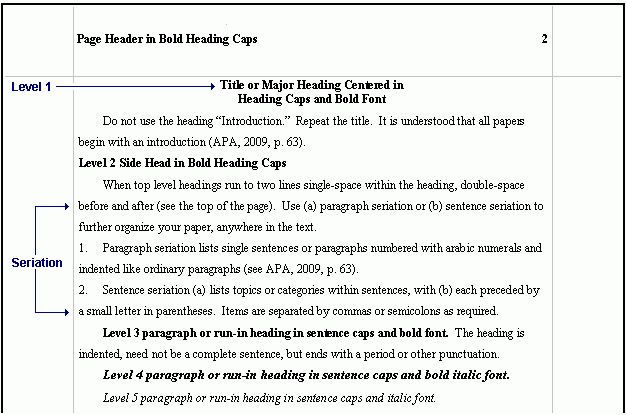 Page Header in Bold Heading Caps 2
Level 1
Title or Major Heading Centered in
Heading Caps and Bold Font
Do not use the heading “Introduction.” Repeat the title. It is understood that all papers
begin with an introduction (APA, 2009, p. 63).
Level 2 Side Head in Bold Heading Caps
When top level headings run to two lines single-space within the heading, double-space
before and after (see the top of the page). Use (a) paragraph seriation or (b) sentence seriation to
further organize your paper, anywhere in the text.
1. Paragraph seriation lists single sentences or paragraphs numbered with arabic numerals and
Seriation
indented like ordinary paragraphs (see APA, 2009, p. 63).
2. Sentence seriation (a) lists topics or categories within sentences, with (b) each preceded by
a small letter in parentheses. Items are separated by commas or semicolons as required.
Level 3 paragraph or run-in heading in sentence caps and bold font. The heading is
indented, need not be a complete sentence, but ends with a period or other punctuation.
Level 4 paragraph or run-in heading in sentence caps and bold italic font.
Level 5 paragraph or run-in heading in sentence caps and italic font.